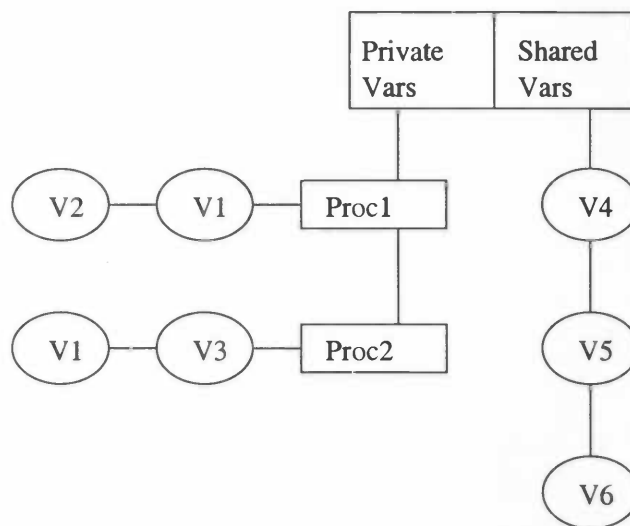 Private
Vars
Shared
Vars
V2
V1
Proc1
V4
V1
V3
Proc2
V5
V6